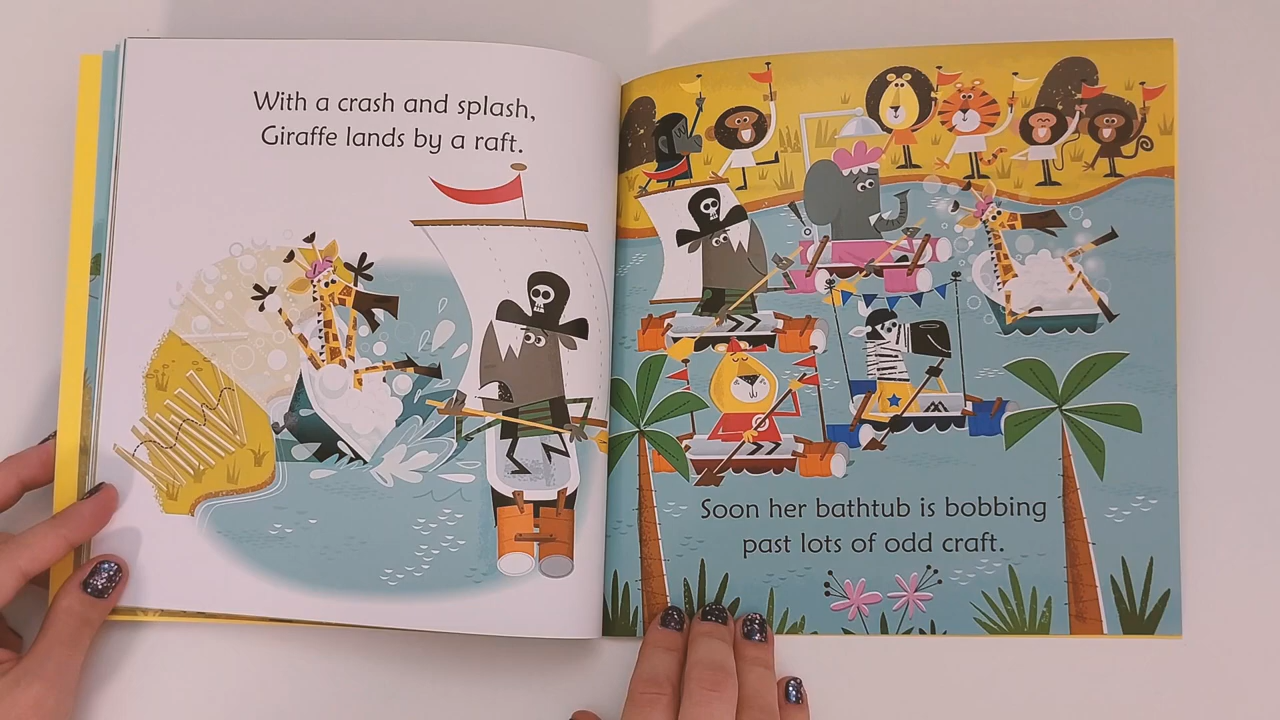 With a crash and splash,
Giraffe lands by a raft.
Soon her bathtub is bobbing
past lots of odd craft.